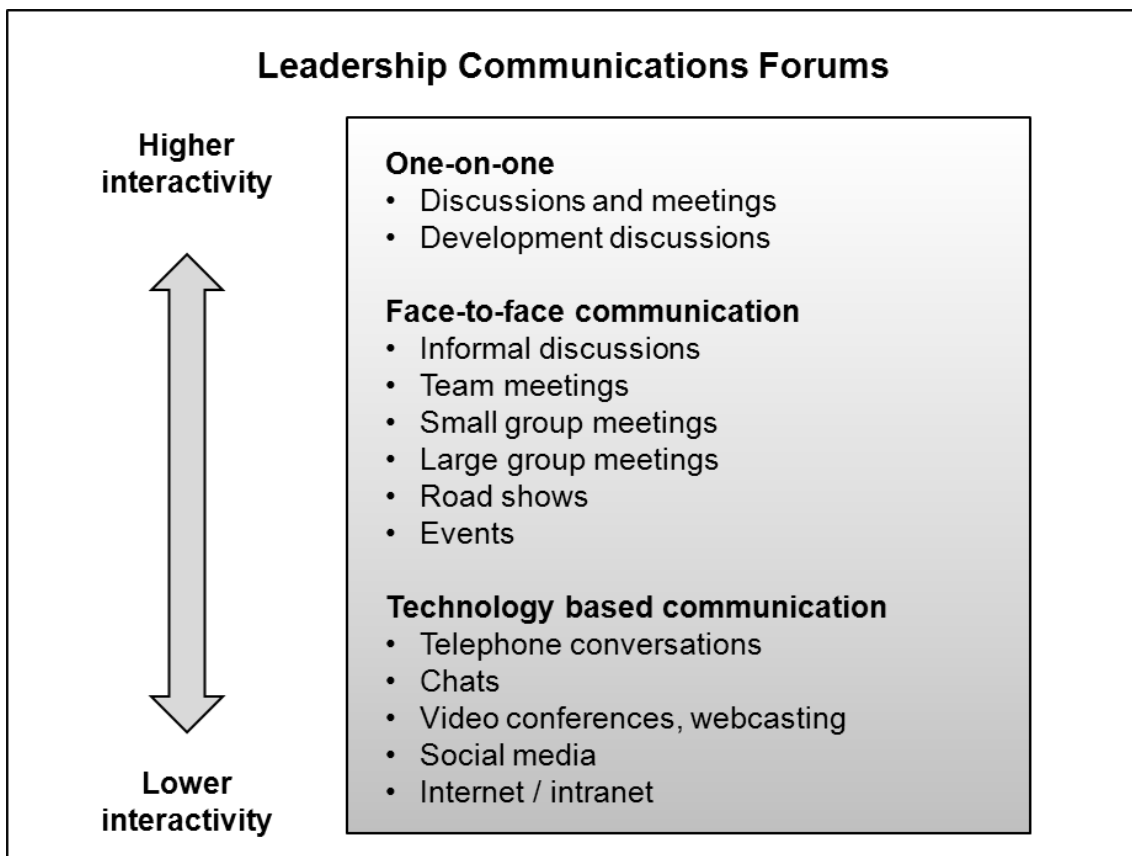 Leadership Communications Forums
Higher
interactivity
One-on-one
• Discussions and meetings
• Development discussions
Face-to-face communication
• Informal discussions
• Team meetings
• Small group meetings
• Large group meetings
• Road shows
• Events
Technology based communication
• Telephone conversations
• Chats
• Video conferences, webcasting
• Social media
• Internet / intranet
Lower
interactivity